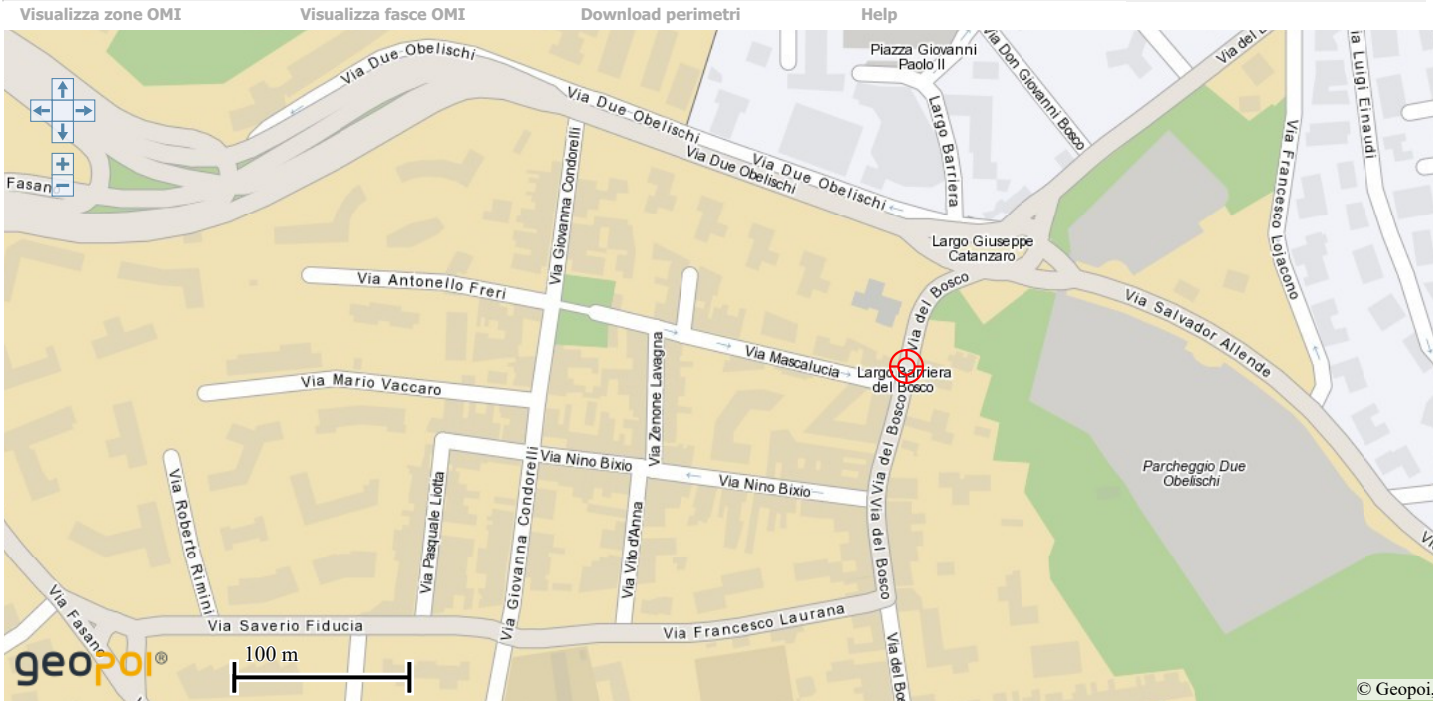 Visualizza zone OMI
Visualizza fasce OMI
Download perimetri
Help
Via Due Obelischi
Piazza Giovanni
Paolo II
Via Don Giovanni Bosco
Via Luigi Einaudi
Via Due Obelischi
Largo Barriera
Via Due Obelischi
Via Due Obelischi
Via Francesco Lojacono
Via Giovanna Condorelli
Largo Giuseppe
Catanzaro
Via Antonello Freri
Via del Bosco
Via Salvador Allende
Via Mascalucia
Largo Barriera
del Bosco
Via Zenone Lavagna
Via Mario Vaccaro
Via del Bosco
Via Nino Bixio
Via Nino Bixio
Parcheggio Due
Obelischi
Via Roberto Rimini
Via Pasquale Liotta
Via Giovanna Condorelli
Via Vito d'Anna
Via del Bosco
Via Fasano
Via Saverio Fiducia
Via Francesco Laurana
geopoi®
100 m
© Geopoi,